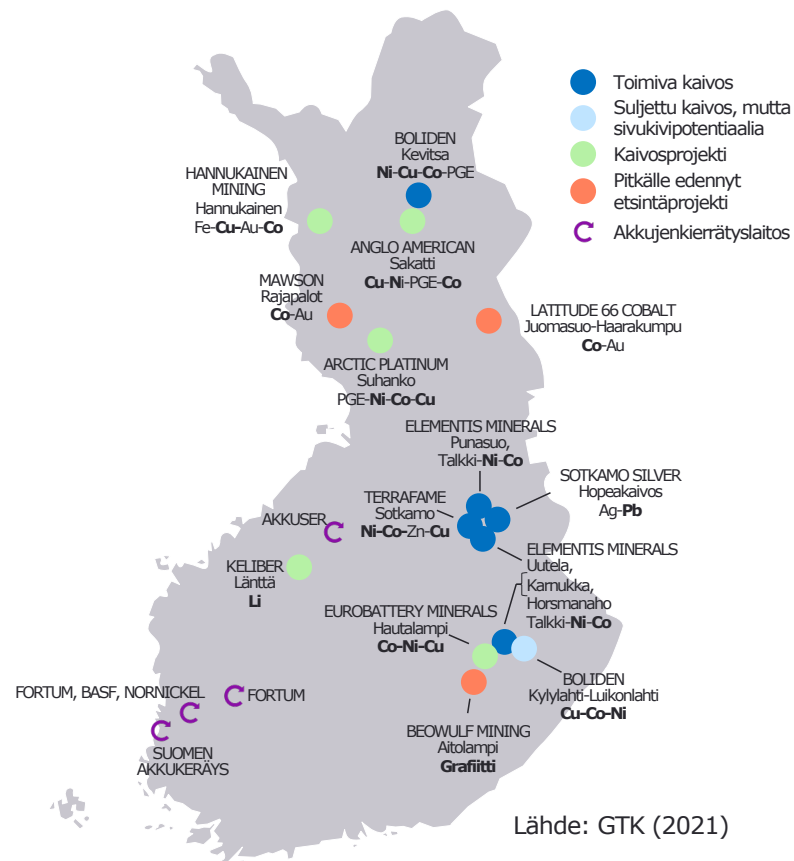 Toimiva kaivos
Suljettu kaivos, mutta
sivukivipotentiaalia
Kaivosprojekti
Pitkälle edennyt
etsintäprojekti
Akkujenkierrätyslaitos
BOLIDEN
Kevitsa
Ni-Cu-Co-PGE
HANNUKAINEN
MINING
Hannukainen
Fe-Cu-Au-Co
ANGLO AMERICAN
Sakatti
Cu-Ni-PGE-Co
MAWSON
Rajapalot
Co-Au
LATITUDE 66 COBALT
Juomasuo-Haarakumpu
Co-Au
ARCTIC PLATINUM
Suhanko
PGE-Ni-Co-Cu
ELEMENTIS MINERALS
Punasuo,
Talkki-Ni-Co
SOTKAMO SILVER
Hopeakaivos
Ag-Pb
TERRAFAME
Sotkamo
Ni-Co-Zn-Cu
AKKUSER
ELEMENTIS MINERALS
Uutela,
Karnukka,
Horsmanaho
Talkki-Ni-Co
KELIBER
Länttä
Li
EUROBATTERY MINERALS
Hautalampi
Co-Ni-Cu
BOLIDEN
Kylylahti-Luikonlahti
Cu-Co-Ni
FORTUM, BASF, NORNICKEL
FORTUM
BEOWULF MINING
Aitolampi
Grafiitti
SUOMEN
AKKUKERÄYS
Lähde: GTK (2021)